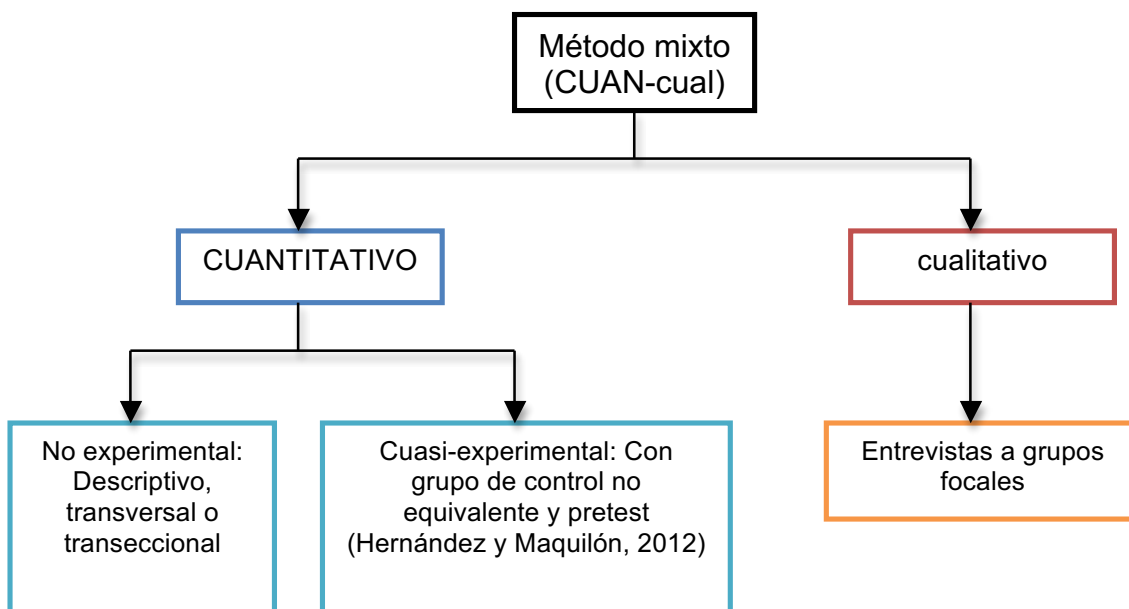 Método mixto
(CUAN-cual)
CUANTITATIVO
cualitativo
No experimental:
Descriptivo,
transversal o
transeccional
Cuasi-experimental: Con
grupo de control no
equivalente y pretest
(Hernández y Maquilón, 2012)
Entrevistas a grupos
focales